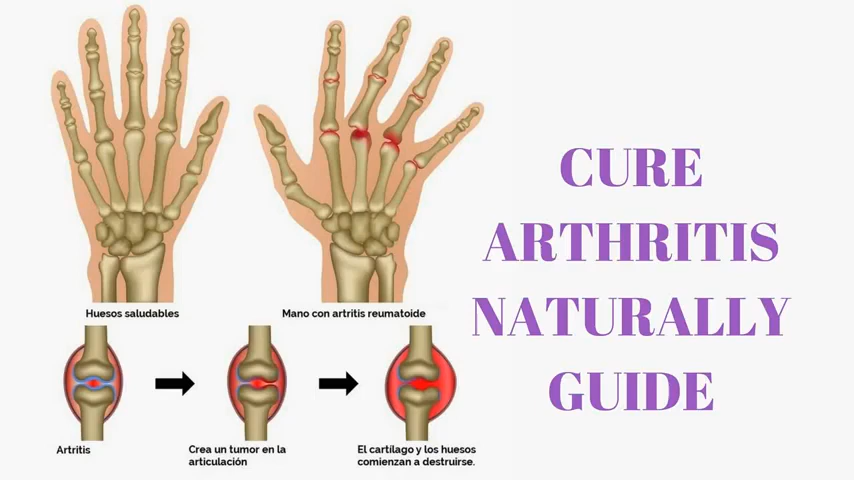 Huesos saludables
Mano con artritis reumatoide
Artritis
Crea un tumor en la
articulación
El cartílago y los huesos
comienzan a destruirse.
CURE
ARTHRITIS
NATURALLY
GUIDE